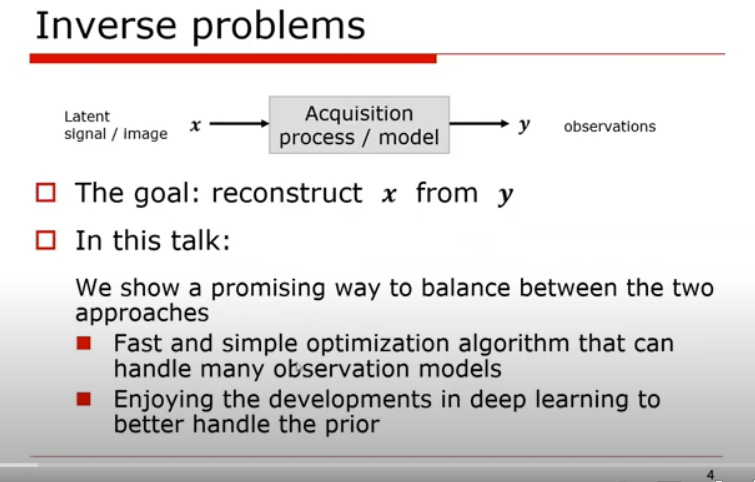 Inverse problems
Latent
signal / image
x
Acquisition
process / model
y
observations
The goal: reconstruct x from y
In this talk:
We show a promising way to balance between the two
approaches
Fast and simple optimization algorithm that can
handle many observation models
Enjoying the developments in deep learning to
better handle the prior
4